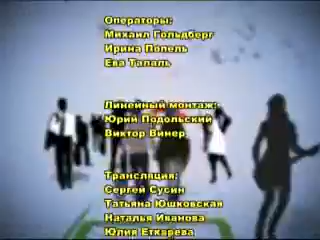 Операторы:
Михаил Гольдберг
Ирина Попель
Ева Талаль
Линейный монтаж:
Юрий Подольский
Виктор Винер
Трансляция:
Сергей Сусин
Татьяна Юшковская
Наталья Иванова
Юлия Еткарева